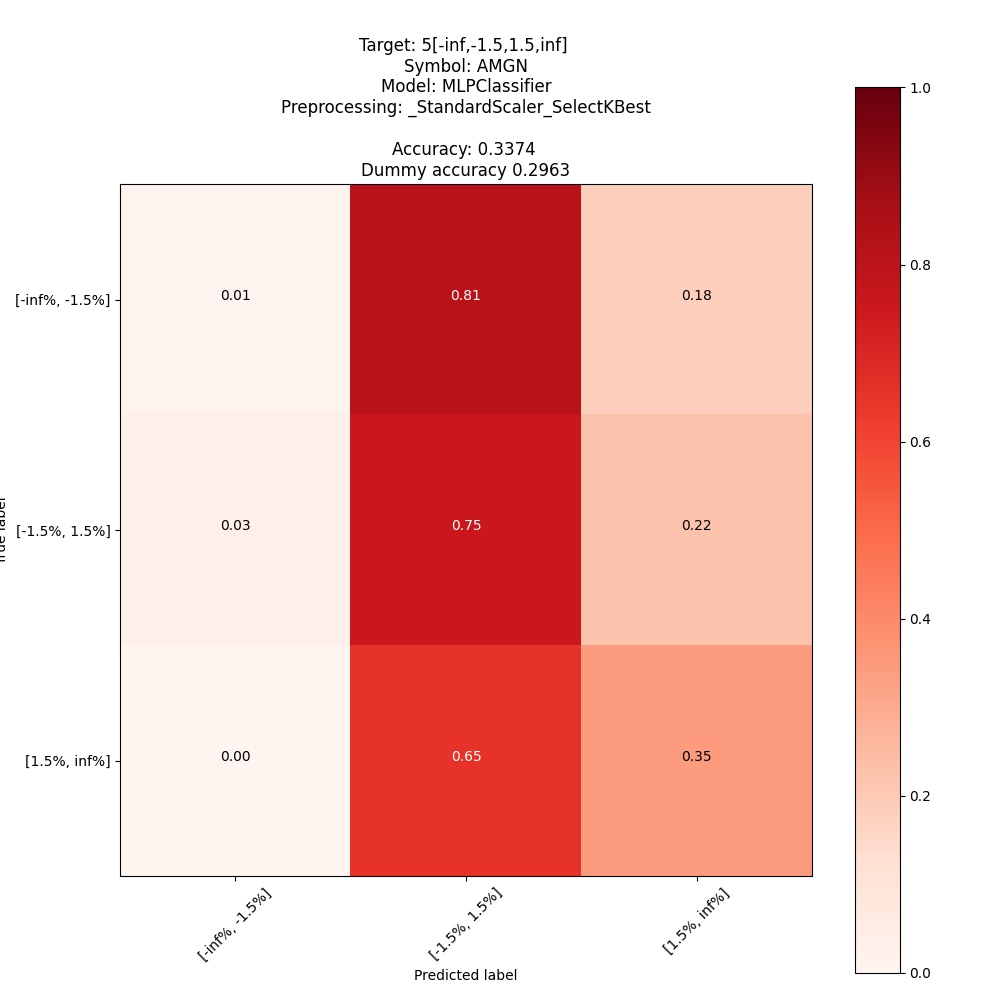 Target: 5[-inf,-1.5,1.5,inf]
Symbol: AMGN
Model: MLPClassifier
Preprocessing: _StandardScaler_SelectKBest
Accuracy: 0.3374
Dummy accuracy 0.2963
1.0
0.8
0.6
0.4
0.2
0.0
[-inf%, -1.5%]
0.01
0.81
0.18
[-1.5%, 1.5%]
0.03
0.75
0.22
[1.5%, inf%]
0.00
0.65
0.35
[-inf%, -1.5%]
[-1.5%, 1.5%]
[1.5%, inf%]
Predicted label